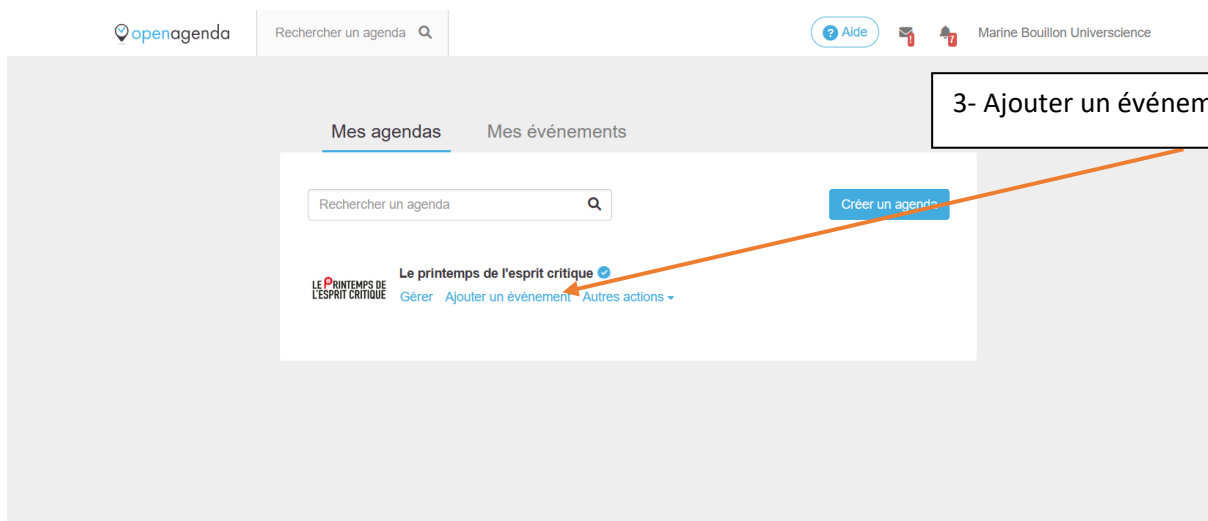 openagenda
Rechercher un agenda
Aide
!
7
Marine Bouillon Universcience
3- Ajouter un événem
Mes agendas
Mes événements
Rechercher un agenda
Créer un agenda
LE PRINTEMPS DE
L'ESPRIT CRITIQUE
Le printemps de l'esprit critique
Gérer Ajouter un événement Autres actions